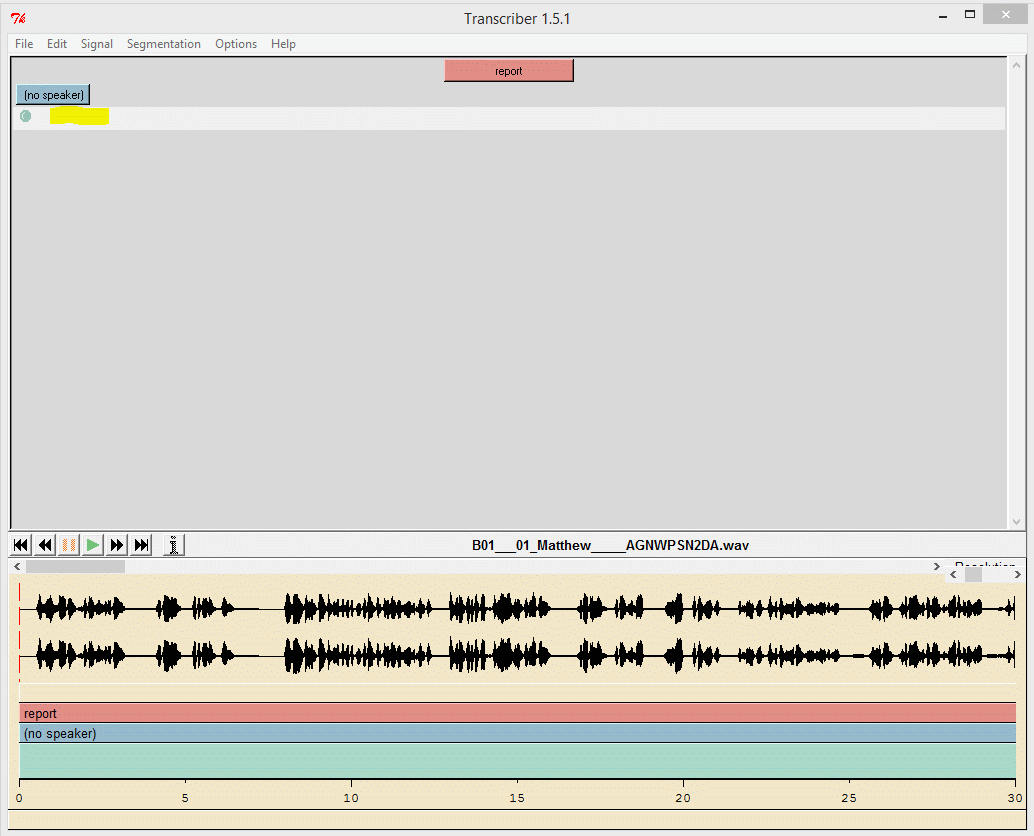 Transcriber 1.5.1
File Edit Signal Segmentation Options Help
report
(no speaker)
B01___01_Matthew_____AGNWPSN2DA.wav
Resolution
report
(no speaker)
0 5 10 15 20 25 30